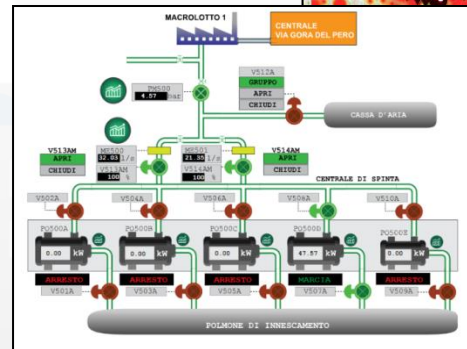 MACROLOTTO 1
CENTRALE
VIA GORA DEL PERO
PM500
4.57 bar
V512A
GRUPPO
APRI
CHIUDI
CASSA D'ARIA
V513AM
APRI
CHIUDI
ME500
32.03 l/s
V513AM
100 %
ME501
21.35 l/s
V514AM
100 %
V514AM
APRI
CHIUDI
CENTRALE DI SPINTA
V502A
V504A
V506A
V508A
V510A
PO500A
PO500B
PO500C
PO500D
PO500E
0.00 kW
0.00 kW
0.00 kW
47.57 kW
0.00 kW
ARRESTO
ARRESTO
ARRESTO
MARCIA
ARRESTO
V501A
V503A
V505A
V507A
V509A
POLMONE DI INNESCAMENTO